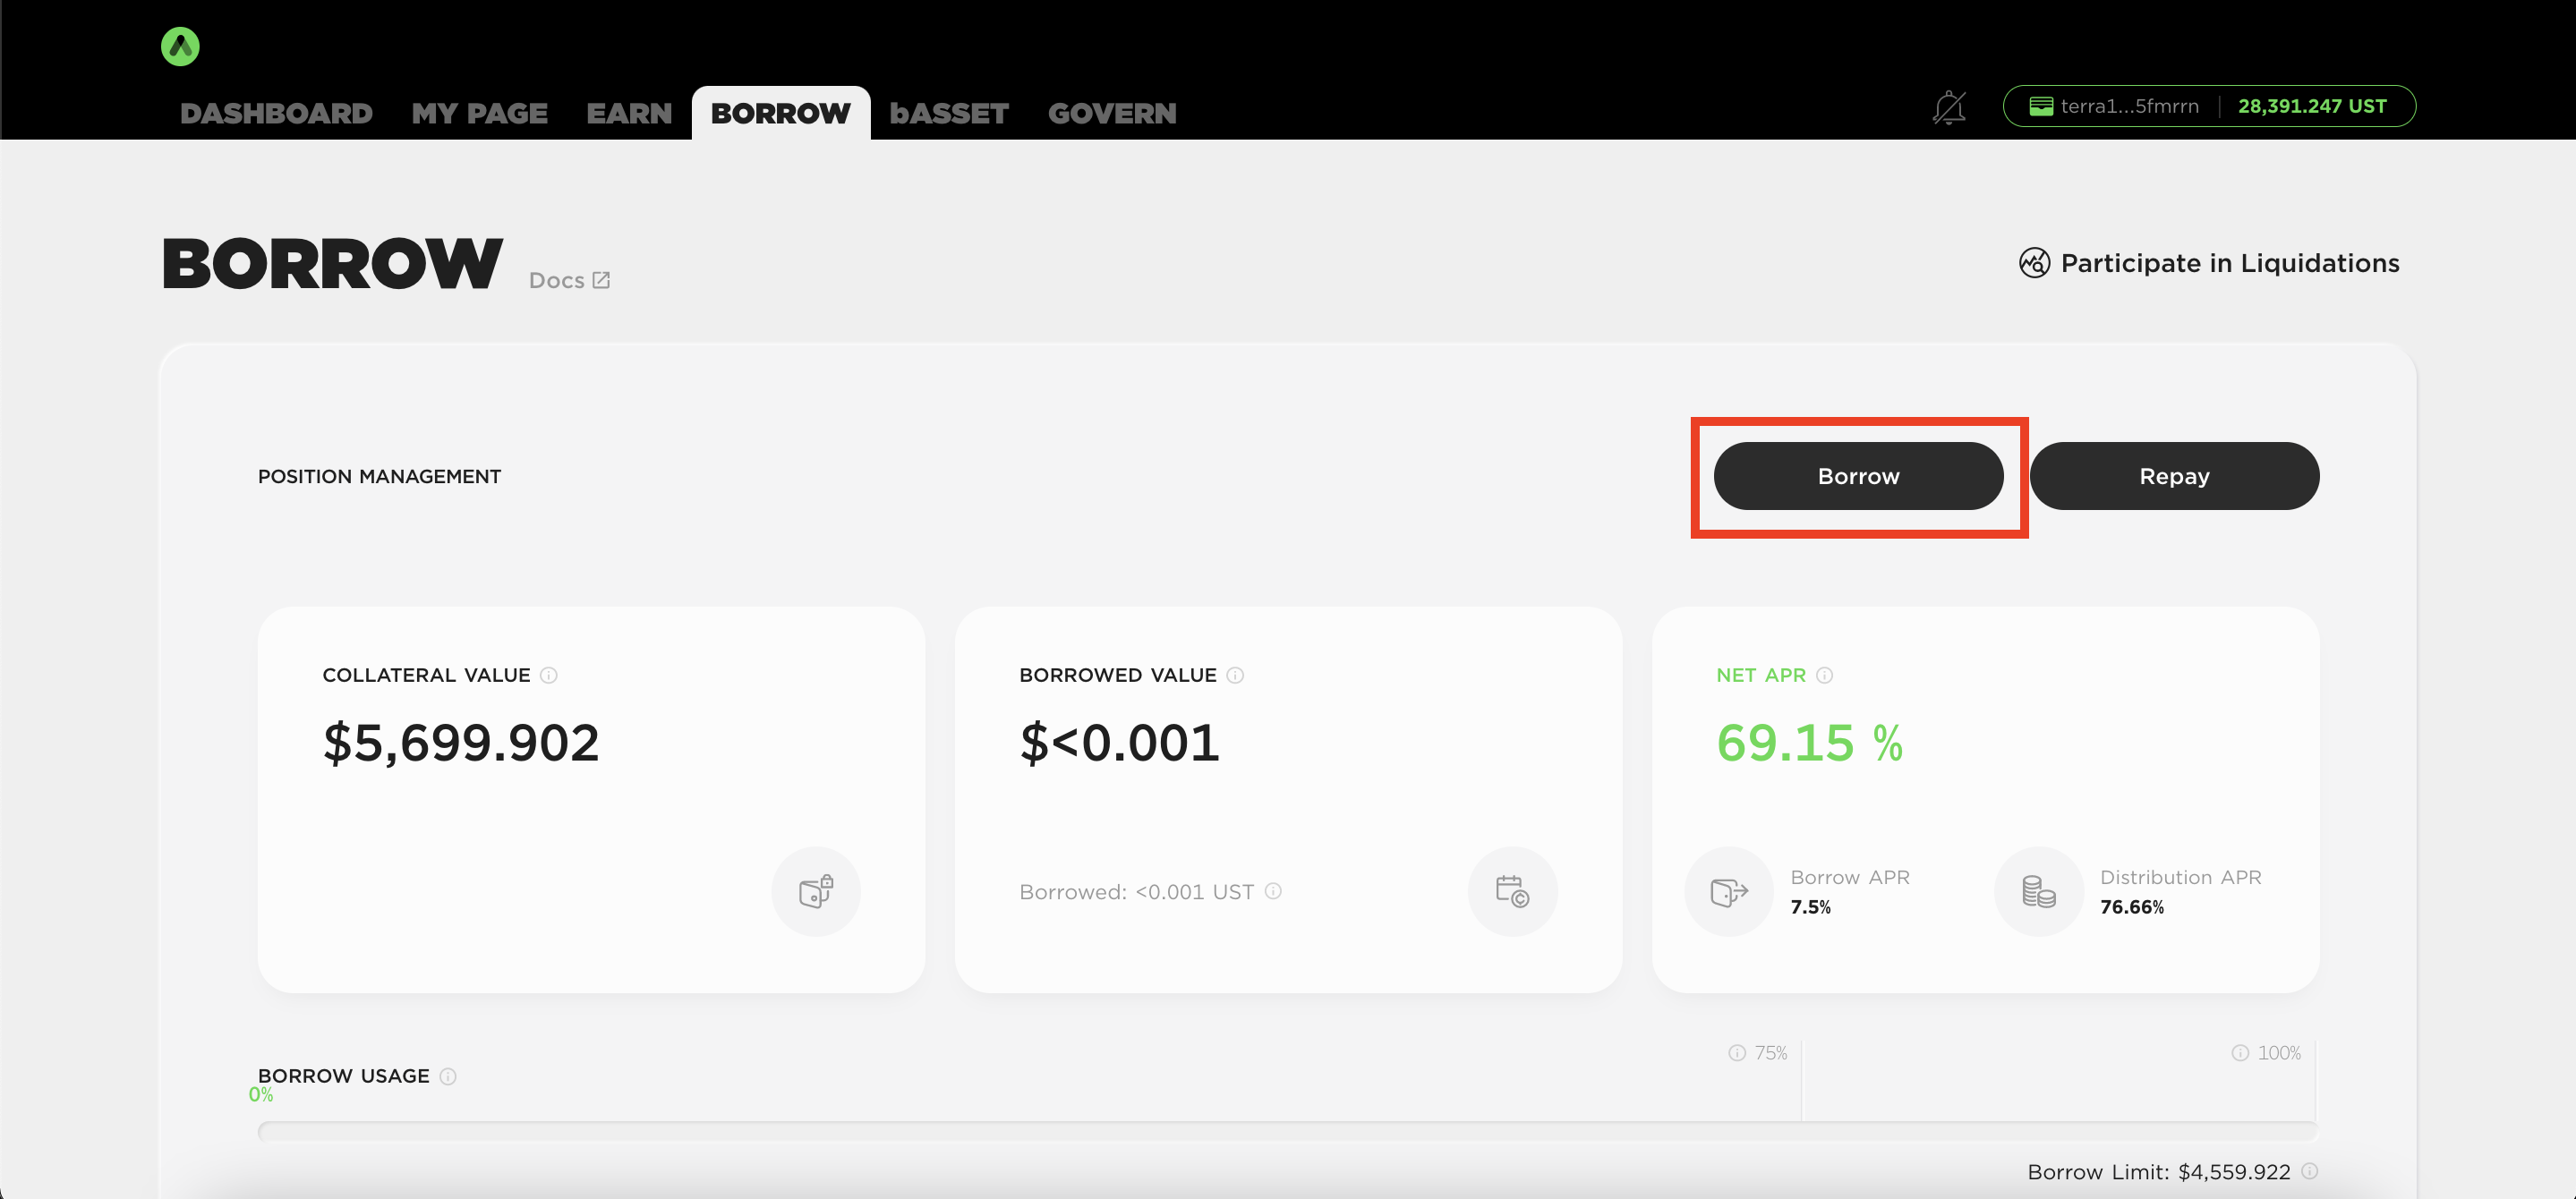 DASHBOARD MY PAGE EARN BORROW bASSET GOVERN
terra1...5fmrrn 28,391.247 UST
BORROW Docs
Participate in Liquidations
POSITION MANAGEMENT
Borrow Repay
COLLATERAL VALUE
$5,699.902
BORROWED VALUE
$<0.001
Borrowed: <0.001 UST
NET APR
69.15 %
Borrow APR
7.5%
Distribution APR
76.66%
BORROW USAGE
0%
75%
100%
Borrow Limit: $4,559.922